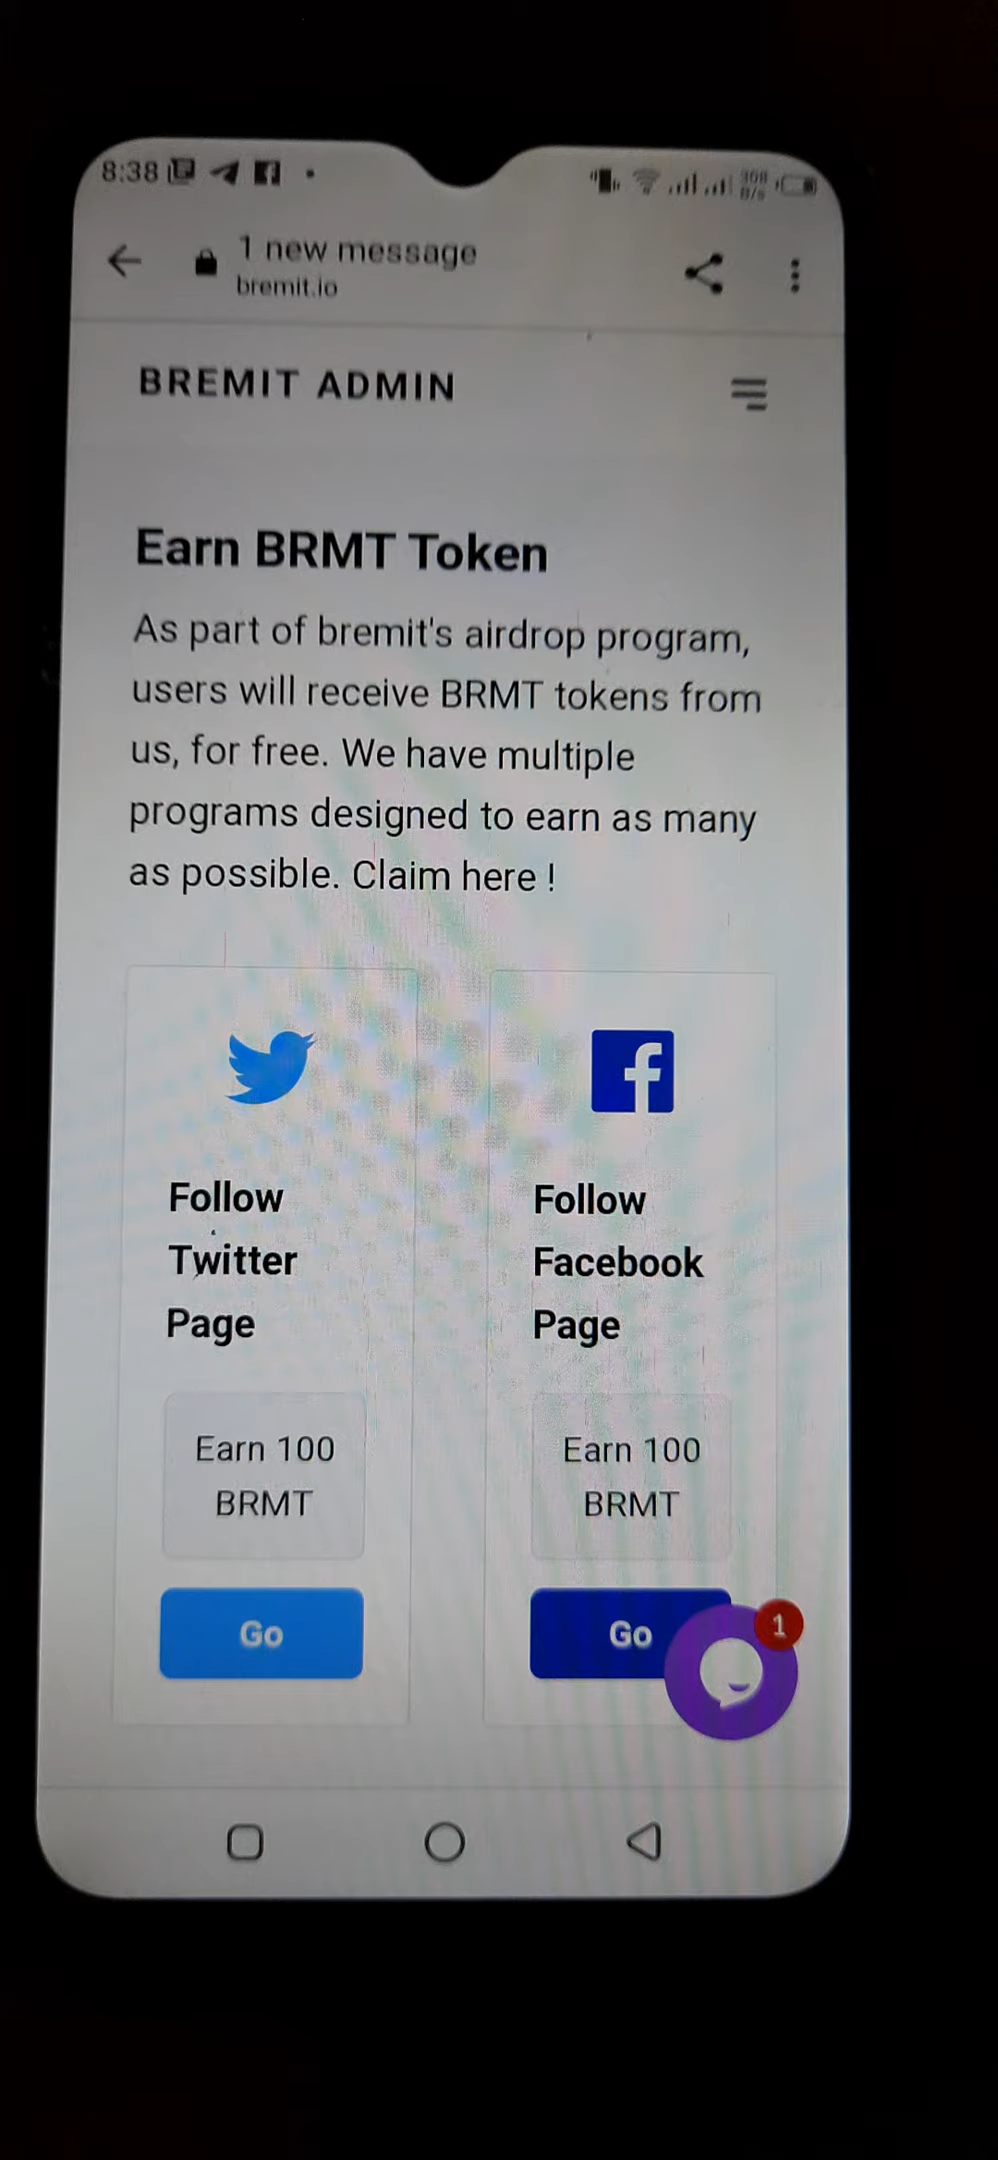 8:38
1 new message
bremit.io
BREMIT ADMIN
Earn BRMT Token
As part of bremit's airdrop program,
users will receive BRMT tokens from
us, for free. We have multiple
programs designed to earn as many
as possible. Claim here !
Follow
Twitter
Page
Earn 100
BRMT
Go
Follow
Facebook
Page
Earn 100
BRMT
Go
1